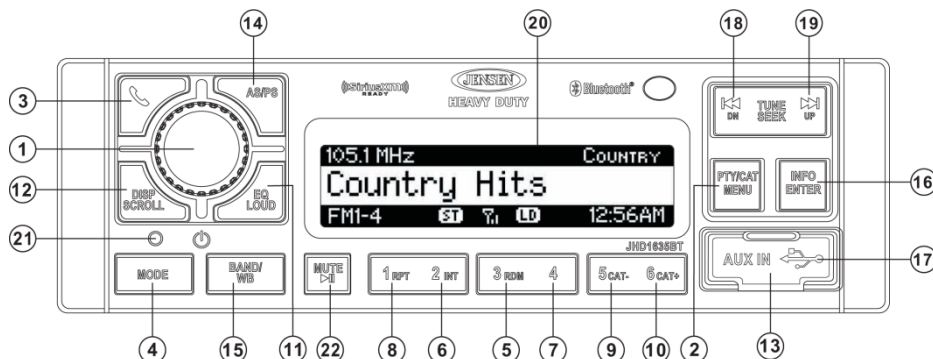 14
20
18
19
3
AS/PS
((SiriusXM))
READY
JENSEN
HEAVY DUTY
Bluetooth®
DN
TUNE
SEEK
UP
1
105.1 MHz
COUNTRY
Country Hits
FM1-4
ST
LD
12:56AM
12
DISP
SCROLL
EQ
LOUD
PTY/CAT
MENU
INFO
ENTER
16
21
JHD1635BT
MODE
BAND/
WB
MUTE
1 RPT
2 INT
3 RDM
4
5 CAT-
6 CAT+
AUX IN
17
4
15
11
22
8
6
5
7
9
10
2
13